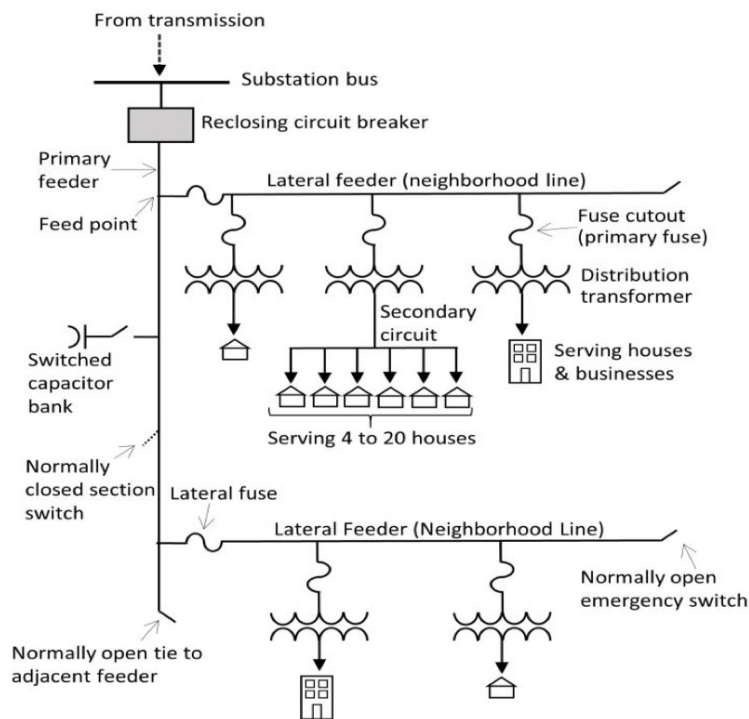 From transmission
Substation bus
Reclosing circuit breaker
Primary
feeder
Lateral feeder (neighborhood line)
Feed point
Fuse cutout
(primary fuse)
Distribution
transformer
Secondary
circuit
Switched
capacitor
bank
Serving houses
& businesses
Serving 4 to 20 houses
Normally
closed section
switch
Lateral fuse
Lateral Feeder (Neighborhood Line)
Normally open
emergency switch
Normally open tie to
adjacent feeder